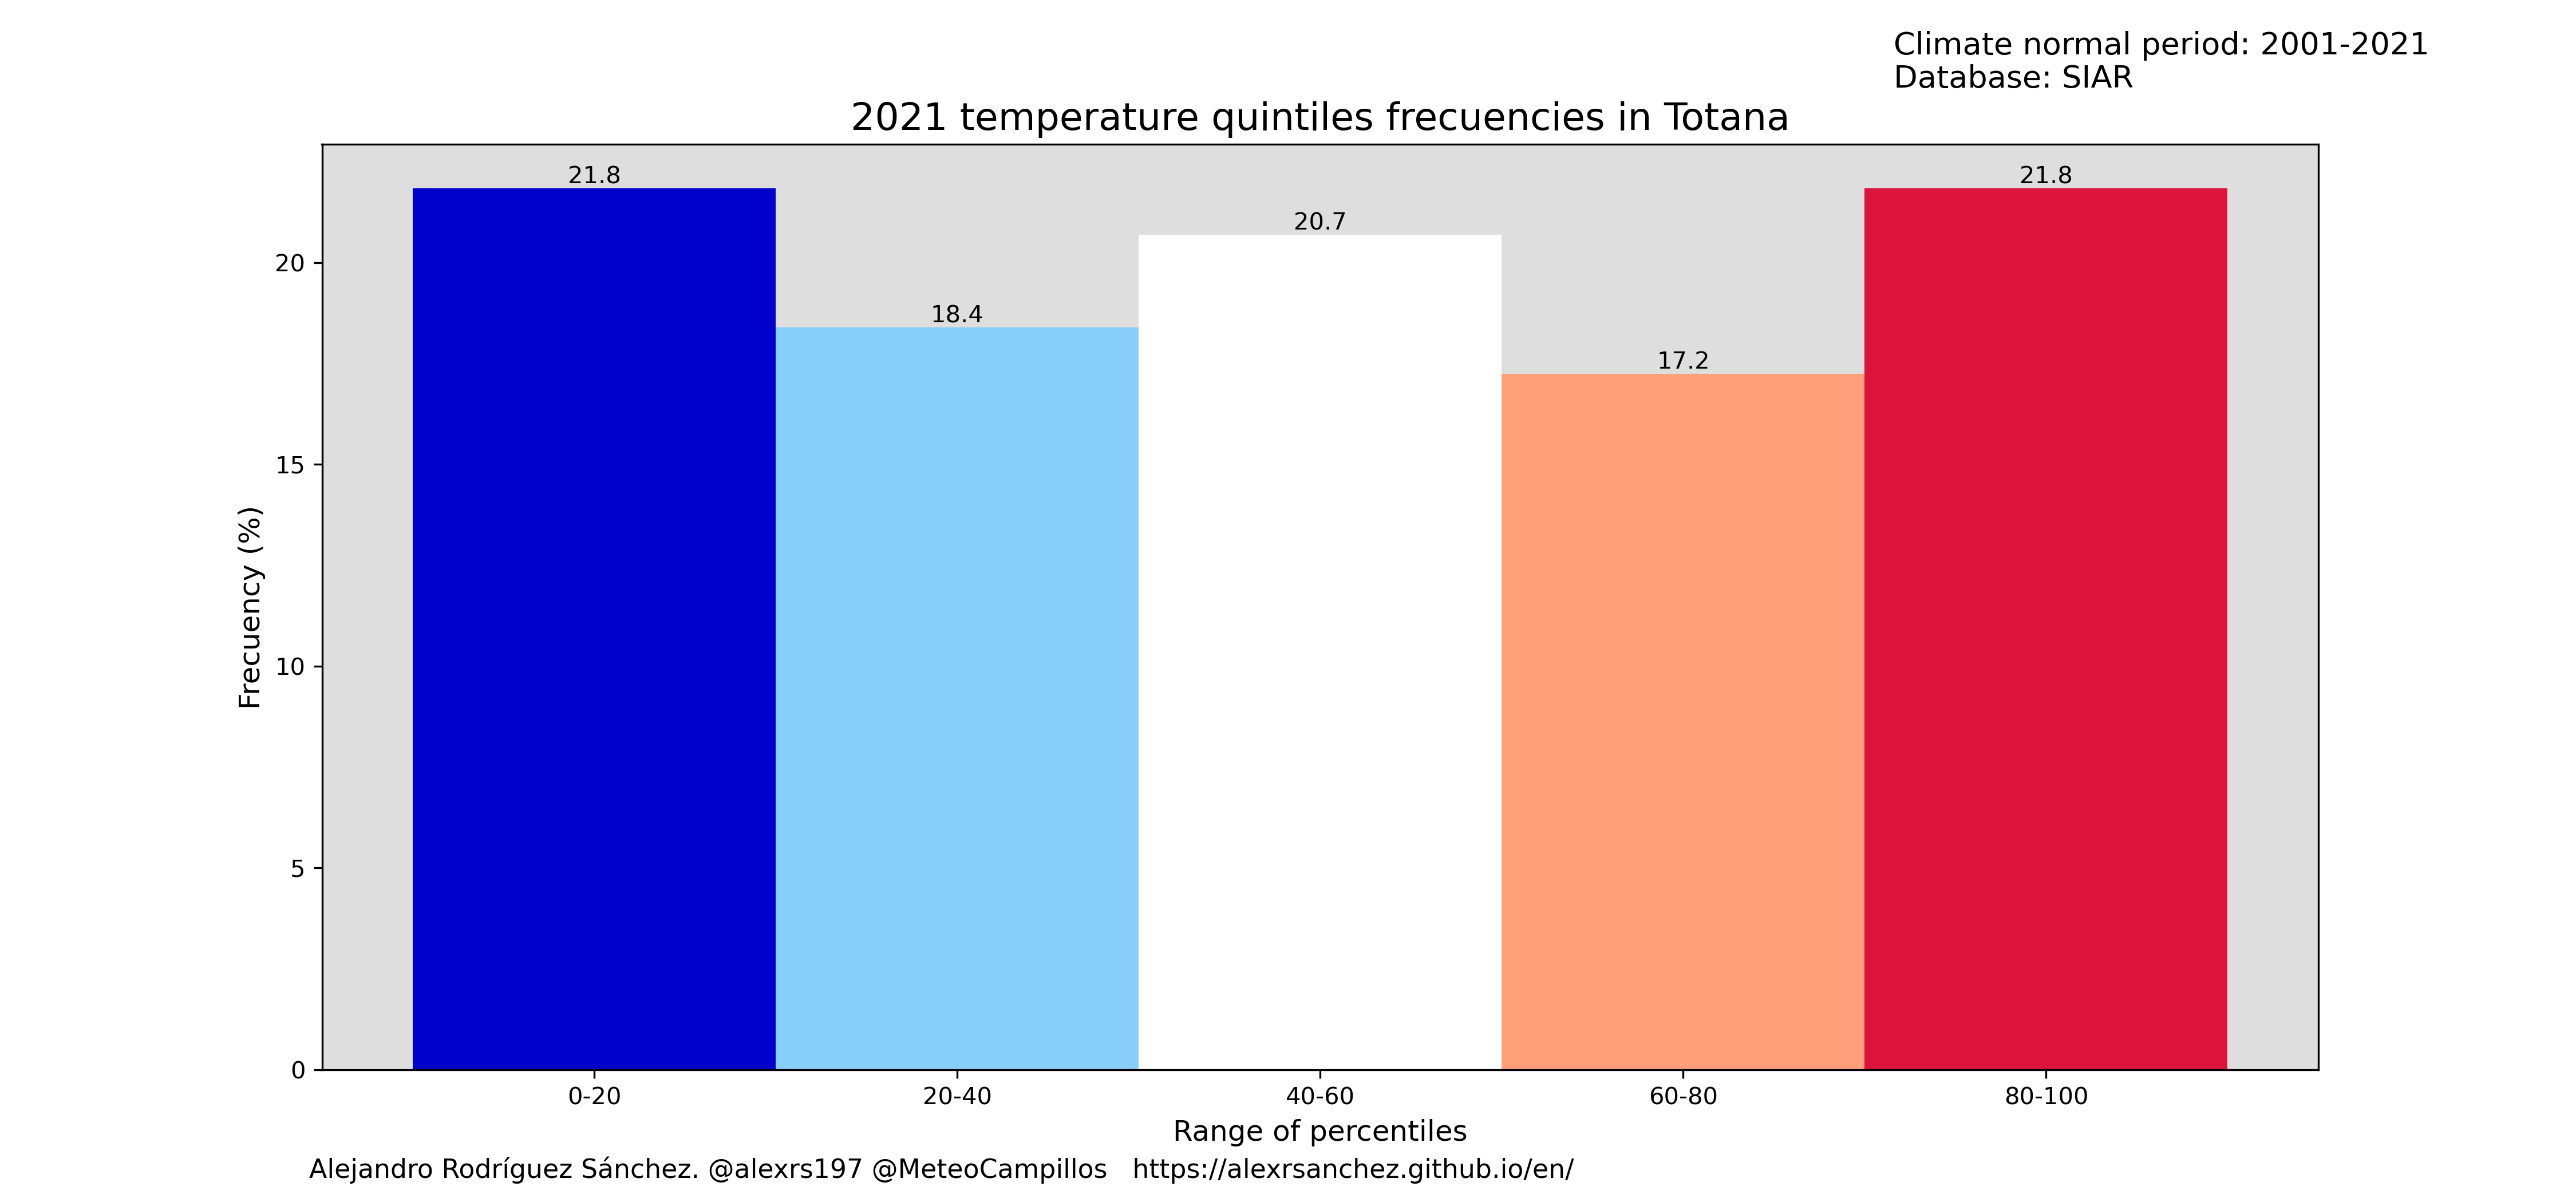 Climate normal period: 2001-2021
Database: SIAR
2021 temperature quintiles frecuencies in Totana
21.8
18.4
20.7
17.2
21.8
20
15
10
5
0
Frecuency (%)
0-20
20-40
40-60
60-80
80-100
Range of percentiles
Alejandro Rodríguez Sánchez. @alexrs197 @MeteoCampillos   https://alexrsanchez.github.io/en/